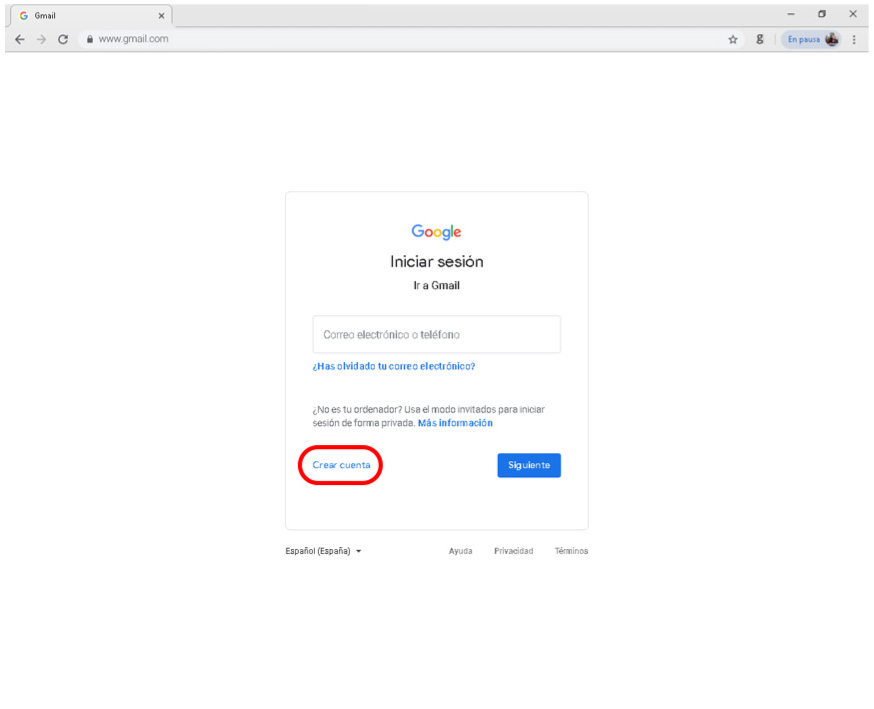 Gmail
www.gmail.com
En pausa
Google
Iniciar sesión
Ir a Gmail
Correo electrónico o teléfono
¿Has olvidado tu correo electrónico?
¿No es tu ordenador? Usa el modo invitados para iniciar
sesión de forma privada. Más información
Crear cuenta
Siguiente
Español (España)
Ayuda
Privacidad
Términos